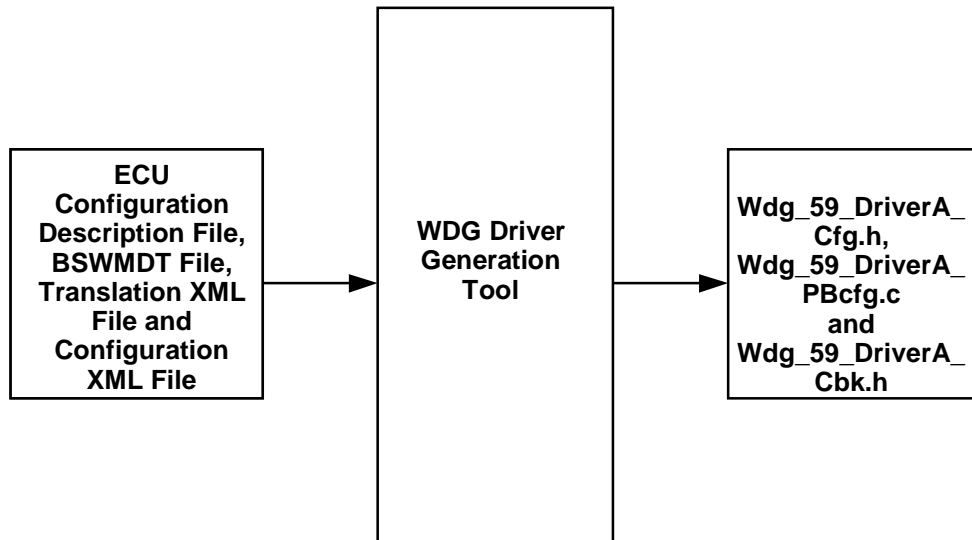 ECU
Configuration
Description File,
BSWMDT File,
Translation XML
File and
Configuration
XML File
WDG Driver
Generation
Tool
Wdg_59_DriverA_
Cfg.h,
Wdg_59_DriverA_
PBcfg.c
and
Wdg_59_DriverA_
Cbk.h